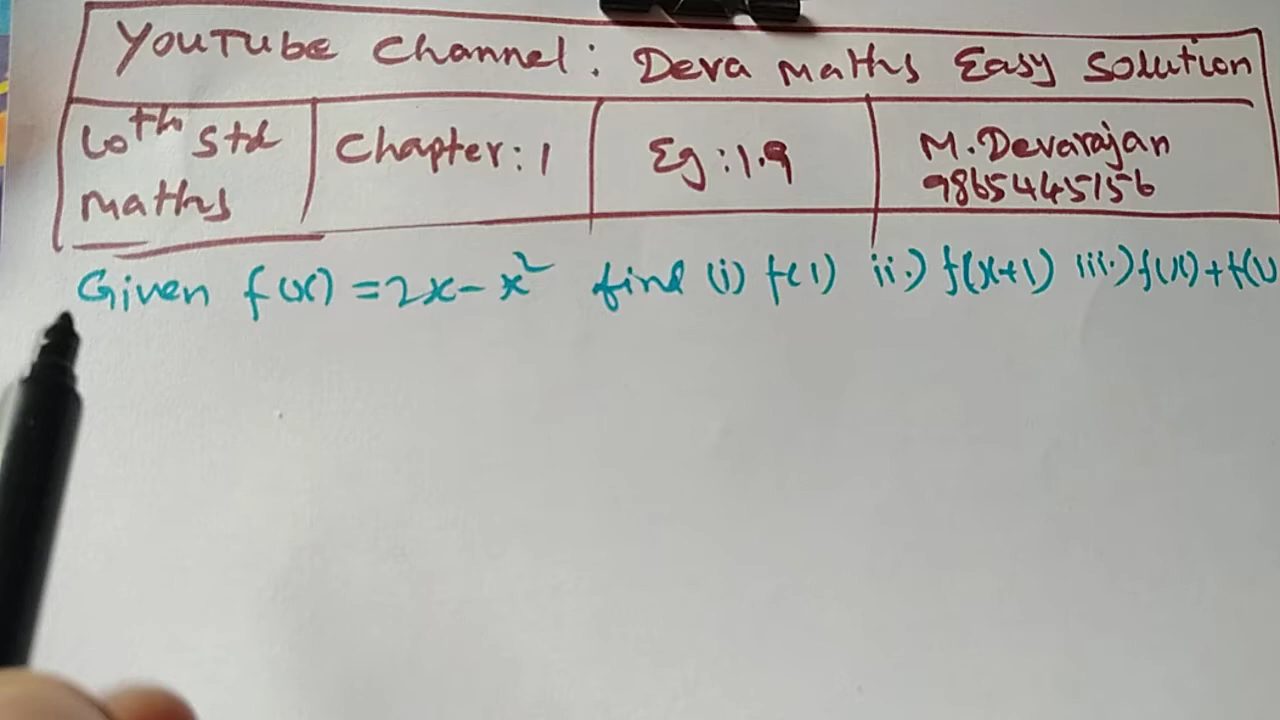 YouTube Channel: Deva Maths Easy Solution
10th Std Chapter: 1 Eg: 1.9 M. Devarajan
Maths 9865445156
Given f(x) = 2x - x² find (i) f(1) ii.) f(x+1) iii.) f(x) + f(1)